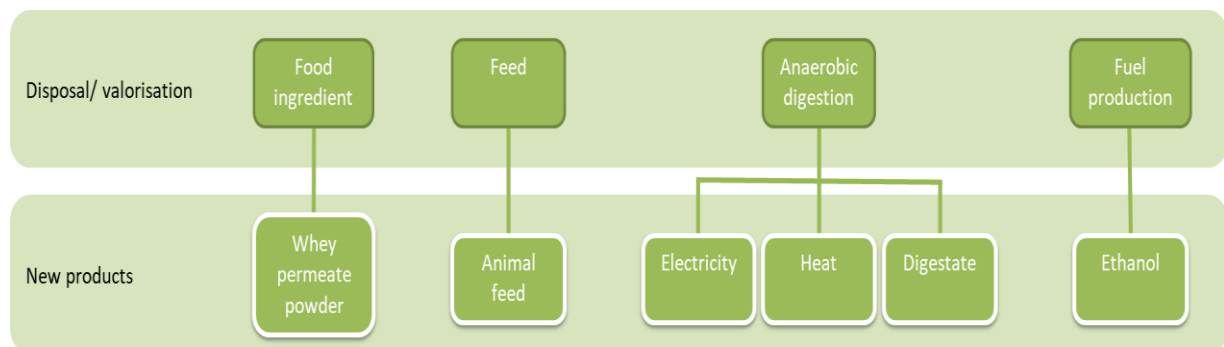 Disposal/ valorisation
Food
ingredient
Feed
Anaerobic
digestion
Fuel
production
New products
Whey
permeate
powder
Animal
feed
Electricity
Heat
Digestate
Ethanol